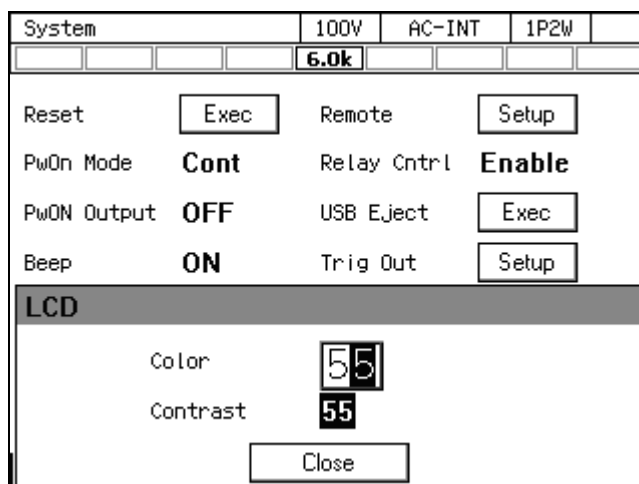 System 100V AC-INT 1P2W
6.0k
Reset Exec Remote Setup
PwOn Mode Cont Relay Cntrl Enable
PwON Output OFF USB Eject Exec
Beep ON Trig Out Setup
LCD
Color 55
Contrast 55
Close